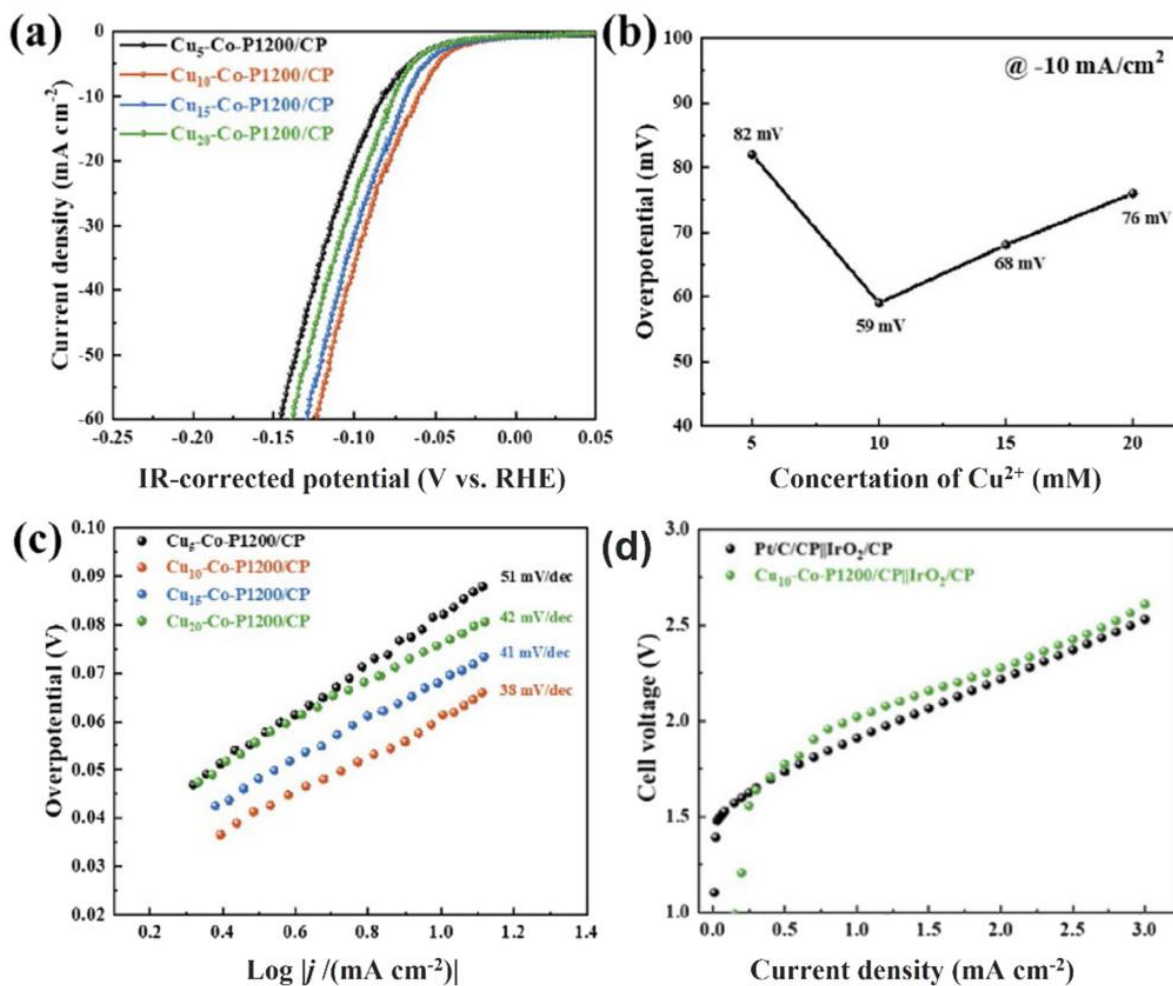 (a)
0
-10
-20
-30
-40
-50
-60
Current density (mA cm⁻²)
Cu₅-Co-P1200/CP
Cu₁₀-Co-P1200/CP
Cu₁₅-Co-P1200/CP
Cu₂₀-Co-P1200/CP
-0.25 -0.20 -0.15 -0.10 -0.05 0.00 0.05
IR-corrected potential (V vs. RHE)
(b)
100
90
80
70
60
50
40
Overpotential (mV)
@ -10 mA/cm²
82 mV
59 mV
68 mV
76 mV
5 10 15 20
Concertation of Cu²⁺ (mM)
(c)
0.10
0.09
0.08
0.07
0.06
0.05
0.04
0.03
0.02
Overpotential (V)
Cu₅-Co-P1200/CP
Cu₁₀-Co-P1200/CP
Cu₁₅-Co-P1200/CP
Cu₂₀-Co-P1200/CP
51 mV/dec
42 mV/dec
41 mV/dec
38 mV/dec
0.2 0.4 0.6 0.8 1.0 1.2 1.4
Log |j /(mA cm⁻²)|
(d)
3.0
2.5
2.0
1.5
1.0
Cell voltage (V)
Pt/C/CP||IrO₂/CP
Cu₁₀-Co-P1200/CP||IrO₂/CP
0.0 0.5 1.0 1.5 2.0 2.5 3.0
Current density (mA cm⁻²)